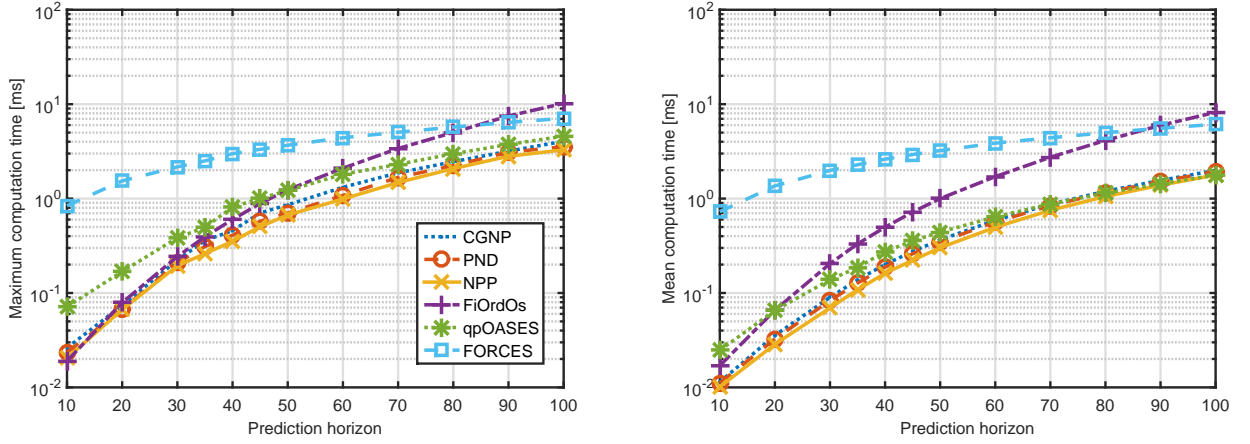 10^2
10^1
10^0
10^-1
10^-2
Maximum computation time [ms]
10 20 30 40 50 60 70 80 90 100
Prediction horizon
CGNP
PND
NPP
FiOrdOs
qpOASES
FORCES
10^2
10^1
10^0
10^-1
10^-2
Mean computation time [ms]
10 20 30 40 50 60 70 80 90 100
Prediction horizon